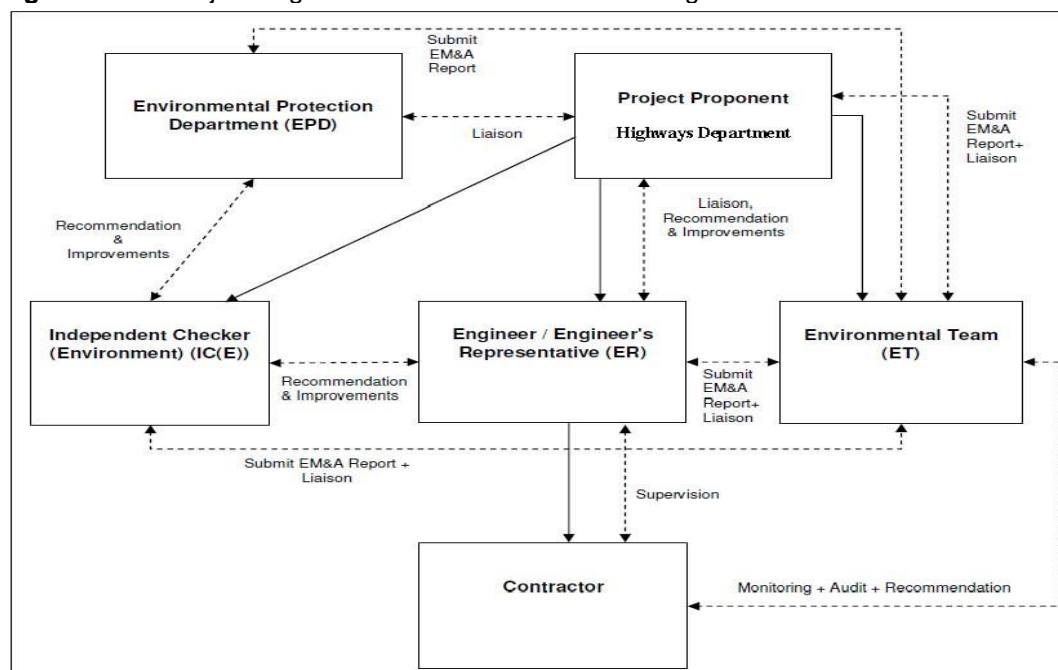 Submit
EM&A
Report
Environmental Protection
Department (EPD)
Liaison
Project Proponent
Highways Department
Submit
EM&A
Report+
Liaison
Recommendation
&
Improvements
Liaison,
Recommendation
& Improvements
Independent Checker
(Environment) (IC(E))
Recommendation
& Improvements
Engineer / Engineer's
Representative (ER)
Submit
EM&A
Report+
Liaison
Environmental Team
(ET)
Submit EM&A Report +
Liaison
Supervision
Contractor
Monitoring + Audit + Recommendation